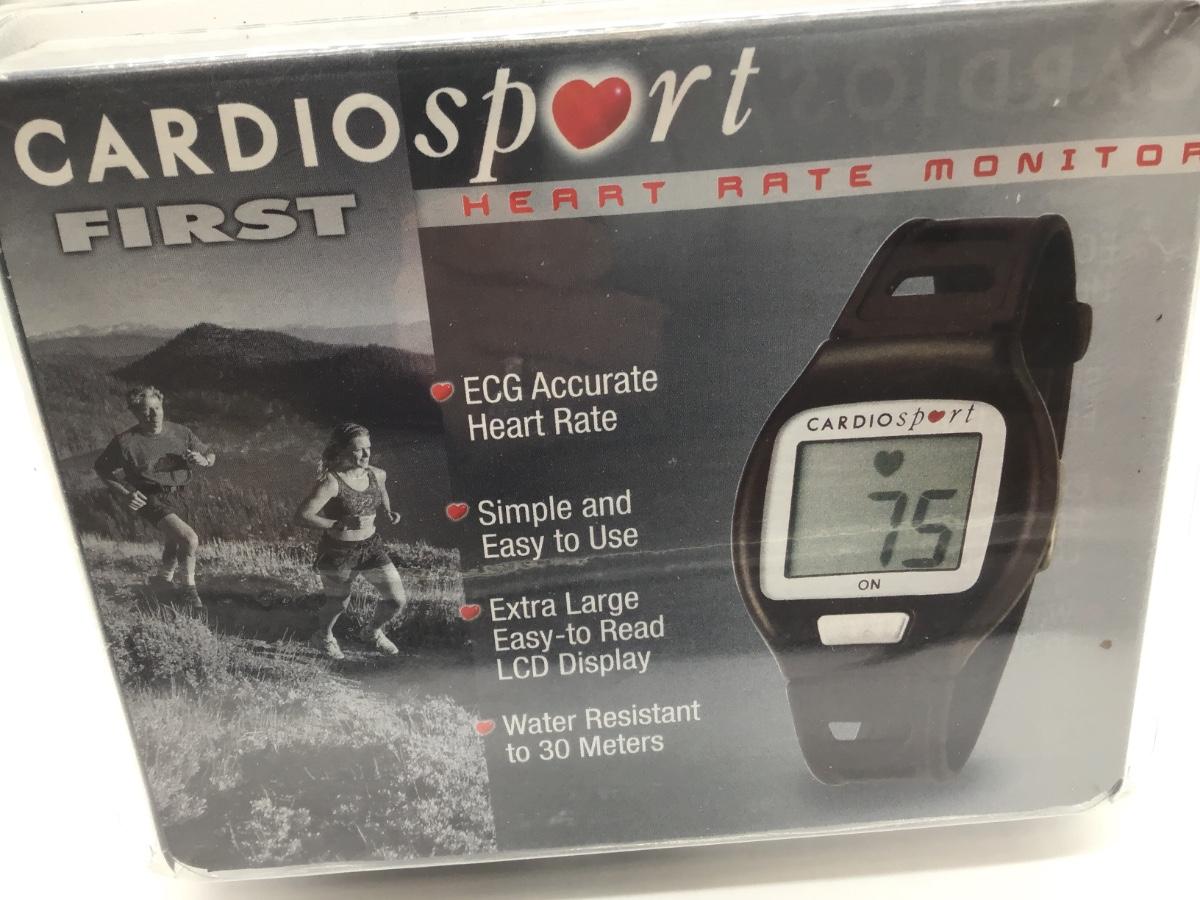 CARDIOsport
FIRST
HEART RATE MONITOR
ECG Accurate
Heart Rate
Simple and
Easy to Use
Extra Large
Easy-to Read
LCD Display
Water Resistant
to 30 Meters
CARDIOsport
75
ON